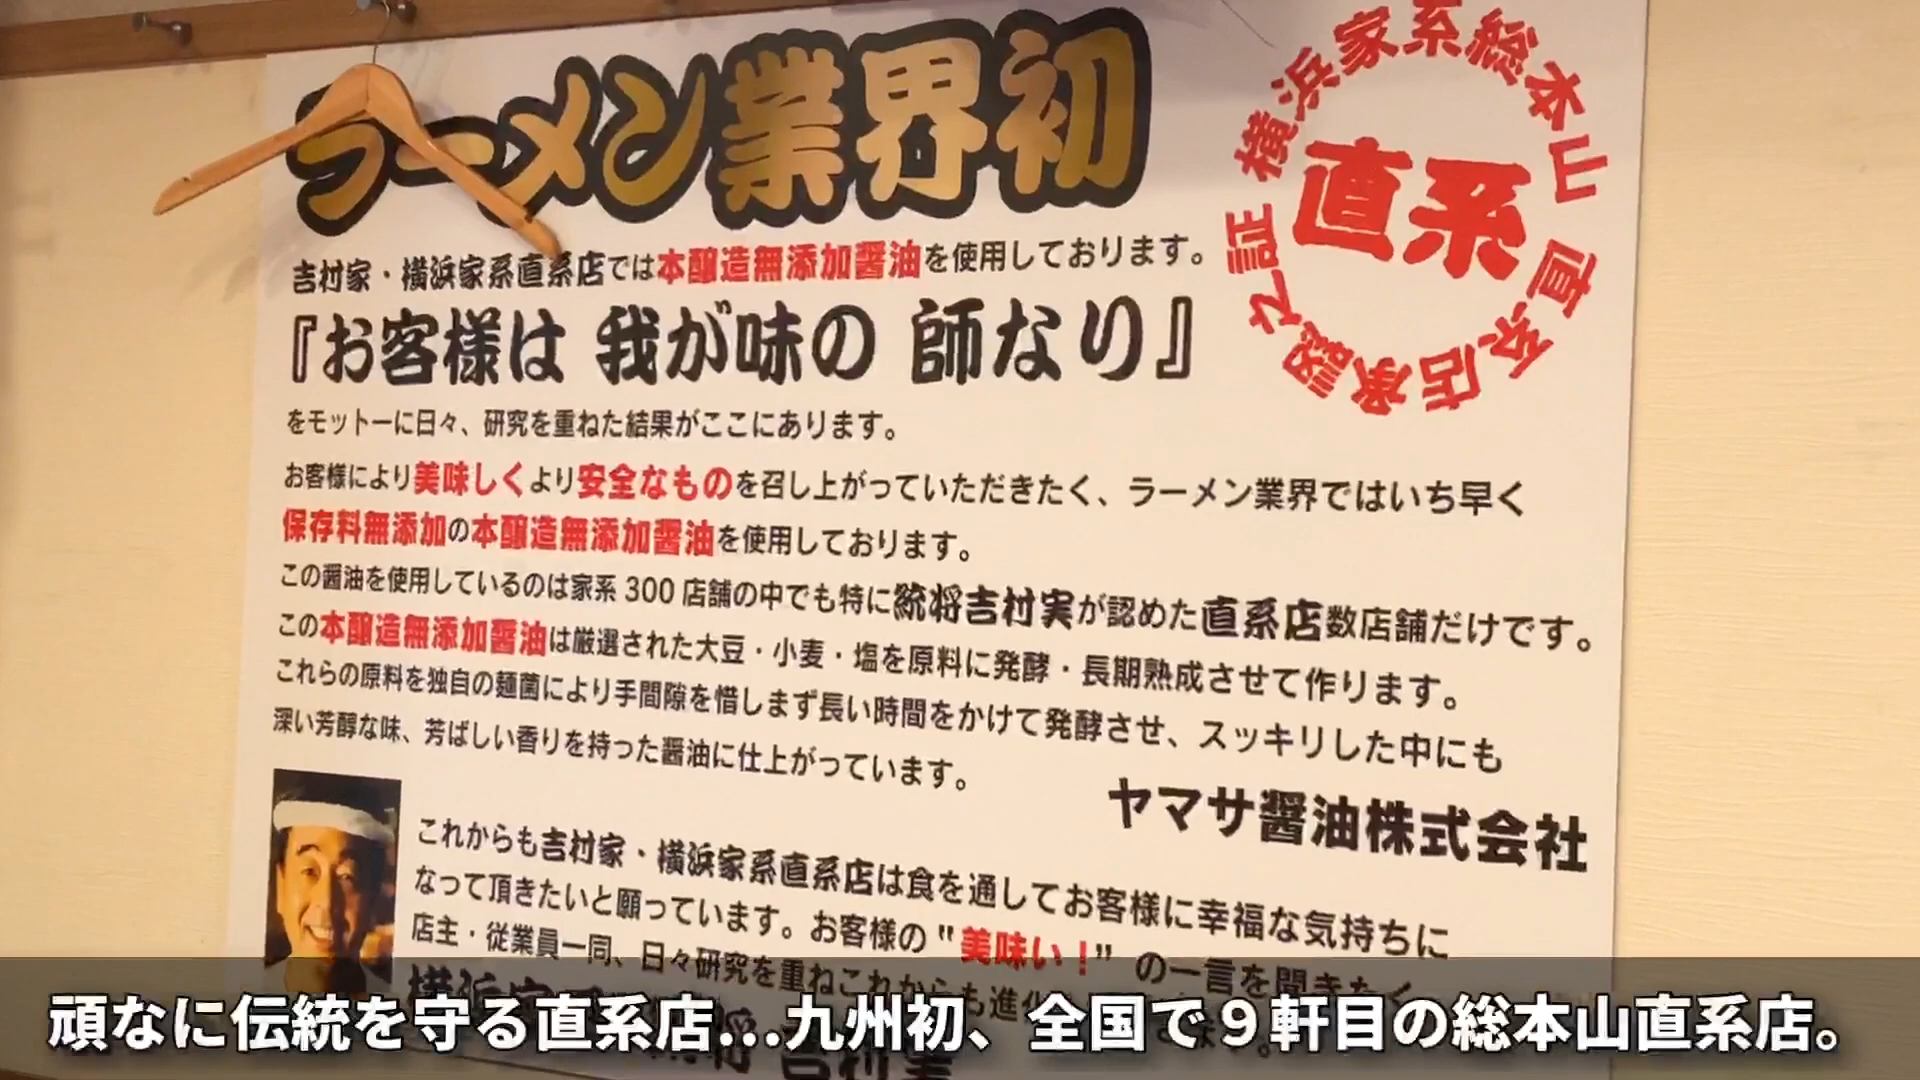 ラーメン業界初
横浜家系総本山 直系店承認之証
直系
吉村家・横浜家系直系店では本醸造無添加醤油を使用しております。
『お客様は 我が味の 師なり』
をモットーに日々、研究を重ねた結果がここにあります。
お客様により美味しくより安全なものを召し上がっていただきたく、ラーメン業界ではいち早く
保存料無添加の本醸造無添加醤油を使用しております。
この醤油を使用しているのは家系300店舗の中でも特に統将吉村実が認めた直系店数店舗だけです。
この本醸造無添加醤油は厳選された大豆・小麦・塩を原料に発酵・長期熟成させて作ります。
これらの原料を独自の麺菌により手間隙を惜しまず長い時間をかけて発酵させ、スッキリした中にも
深い芳醇な味、芳ばしい香りを持った醤油に仕上がっています。
ヤマサ醤油株式会社
これからも吉村家・横浜家系直系店は食を通してお客様に幸福な気持ちに
なって頂きたいと願っています。お客様の"美味い!"の一言を聞きたく
店主・従業員一同、日々研究を重ねこれからも進化
吉村実
頑なに伝統を守る直系店…九州初、全国で9軒目の総本山直系店。